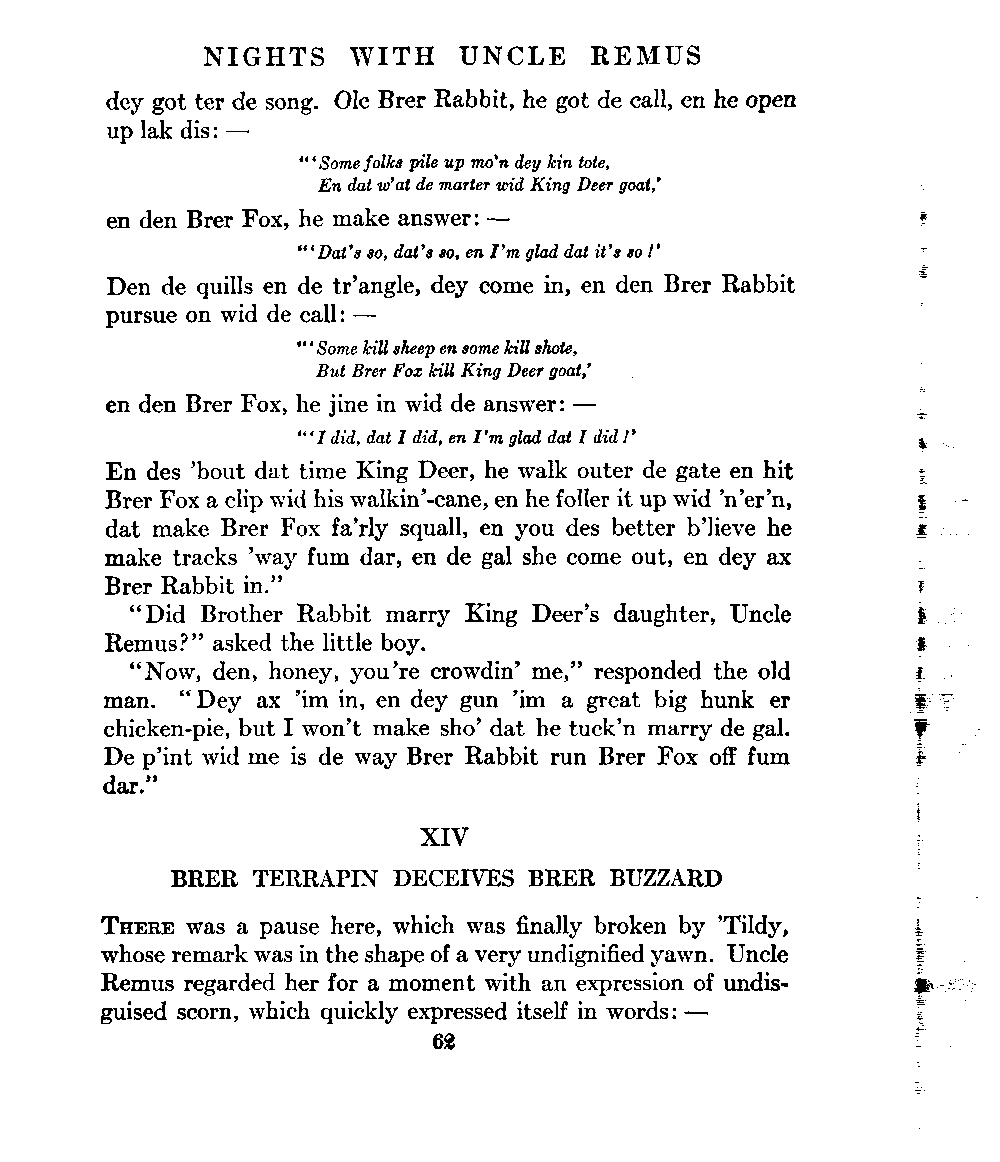 NIGHTS WITH UNCLE REMUS
dey got ter de song. Ole Brer Rabbit, he got de call, en he open
up lak dis: —
"'Some folks pile up mo'n dey kin tote,
En dat w'at de marter wid King Deer goat,'
en den Brer Fox, he make answer: —
"'Dat's so, dat's so, en I'm glad dat it's so!'
Den de quills en de tr'angle, dey come in, en den Brer Rabbit
pursue on wid de call: —
"'Some kill sheep en some kill shote,
But Brer Fox kill King Deer goat,'
en den Brer Fox, he jine in wid de answer: —
"'I did, dat I did, en I'm glad dat I did!'
En des 'bout dat time King Deer, he walk outer de gate en hit
Brer Fox a clip wid his walkin'-cane, en he foller it up wid 'n'er'n,
dat make Brer Fox fa'rly squall, en you des better b'lieve he
make tracks 'way fum dar, en de gal she come out, en dey ax
Brer Rabbit in."
"Did Brother Rabbit marry King Deer's daughter, Uncle
Remus?" asked the little boy.
"Now, den, honey, you're crowdin' me," responded the old
man. "Dey ax 'im in, en dey gun 'im a great big hunk er
chicken-pie, but I won't make sho' dat he tuck'n marry de gal.
De p'int wid me is de way Brer Rabbit run Brer Fox off fum
dar."
XIV
BRER TERRAPIN DECEIVES BRER BUZZARD
THERE was a pause here, which was finally broken by 'Tildy,
whose remark was in the shape of a very undignified yawn. Uncle
Remus regarded her for a moment with an expression of undis-
guised scorn, which quickly expressed itself in words: —
62